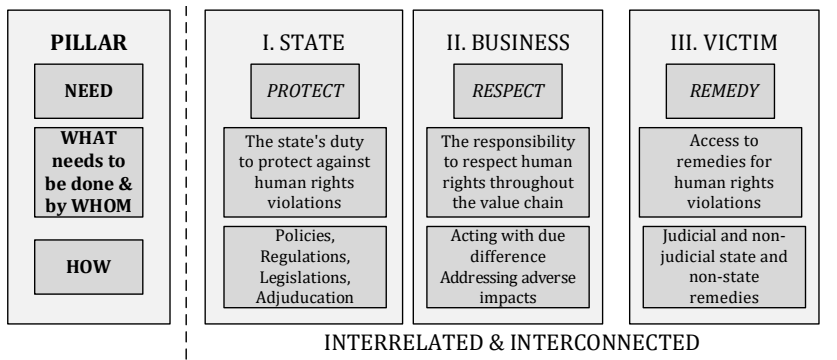 PILLAR
NEED
WHAT
needs to
be done &
by WHOM
HOW
I. STATE
PROTECT
The state's duty
to protect against
human rights
violations
Policies,
Regulations,
Legislations,
Adjuducation
II. BUSINESS
RESPECT
The responsibility
to respect human
rights throughout
the value chain
Acting with due
difference
Addressing adverse
impacts
III. VICTIM
REMEDY
Access to
remedies for
human rights
violations
Judicial and non-
judicial state and
non-state
remedies
INTERRELATED & INTERCONNECTED